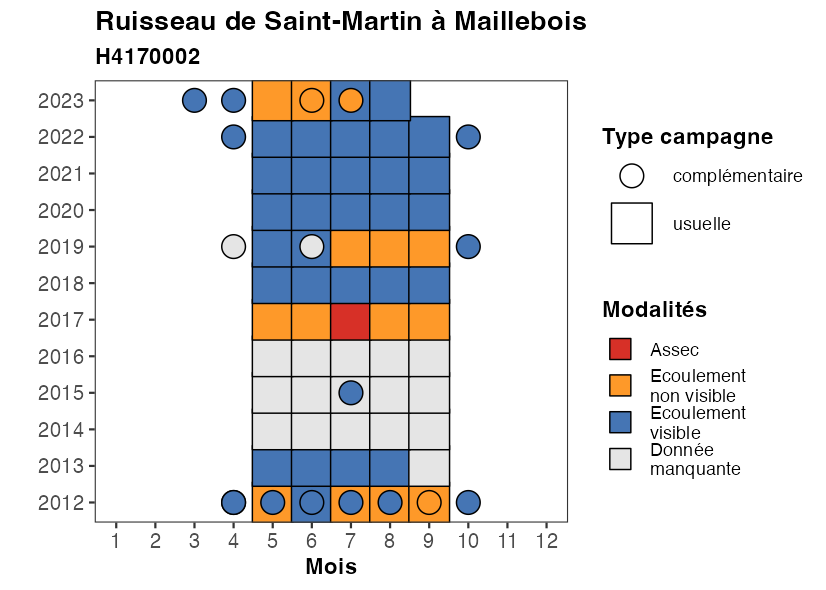 Ruisseau de Saint-Martin à Maillebois
H4170002
2023
2022
2021
2020
2019
2018
2017
2016
2015
2014
2013
2012
1 2 3 4 5 6 7 8 9 10 11 12
Mois
Type campagne
complémentaire
usuelle
Modalités
Assec
Ecoulement
non visible
Ecoulement
visible
Donnée
manquante